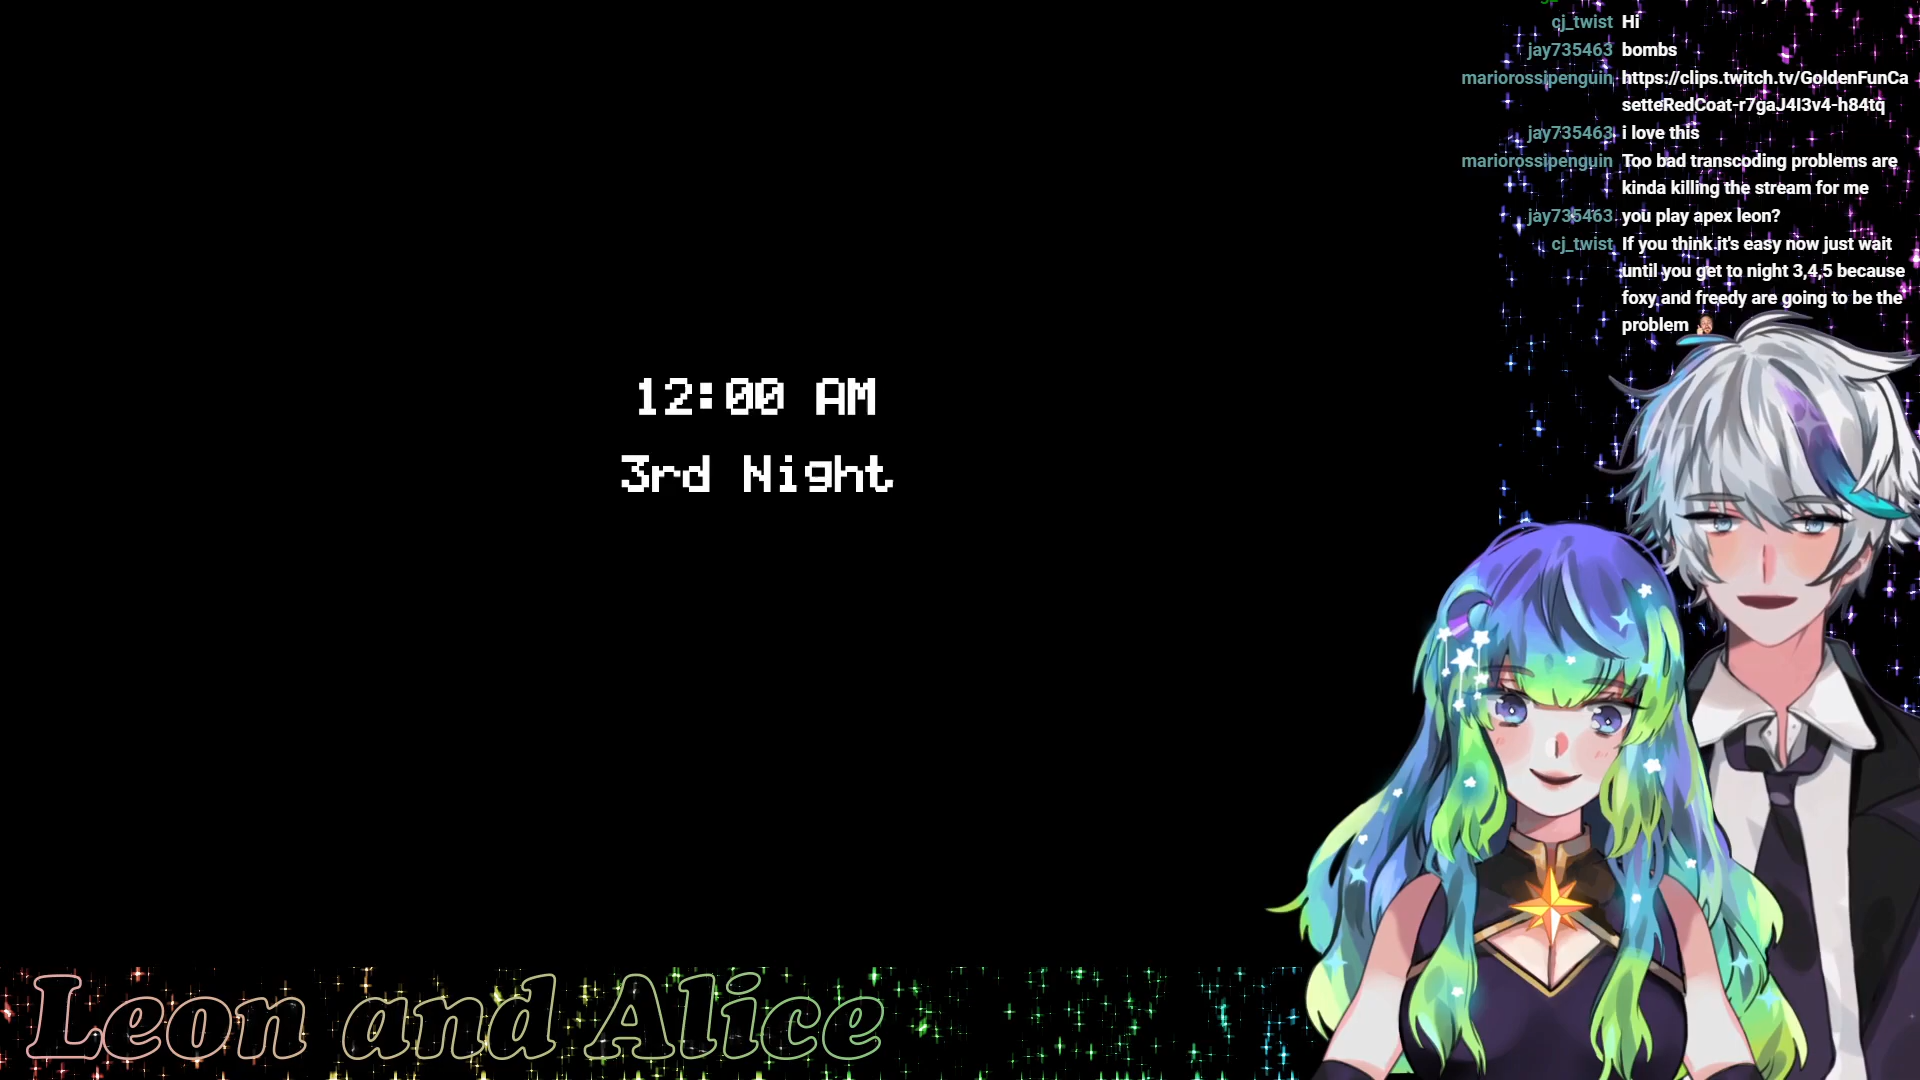 cj_twist Hi
jay735463 bombs
mariorossipenguin https://clips.twitch.tv/GoldenFunCa
setteRedCoat-r7gaJ4I3v4-h84tq
jay735463 i love this
mariorossipenguin Too bad transcoding problems are
kinda killing the stream for me
jay735463 you play apex leon?
cj_twist If you think it's easy now just wait
until you get to night 3,4,5 because
foxy and freedy are going to be the
problem
12:00 AM
3rd Night
Leon and Alice